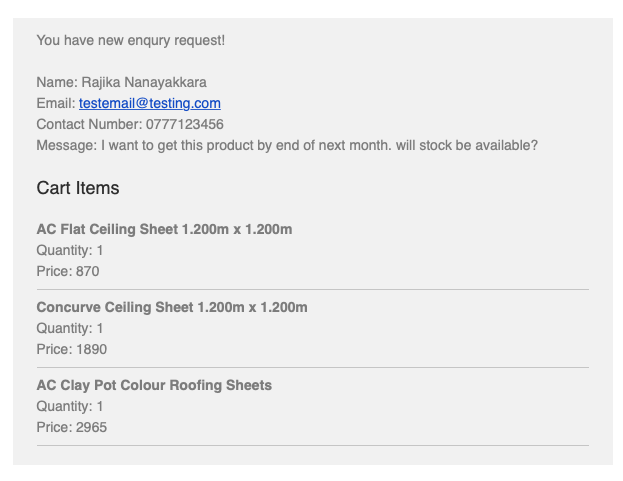 You have new enqury request!
Name: Rajika Nanayakkara
Email: testemail@testing.com
Contact Number: 0777123456
Message: I want to get this product by end of next month. will stock be available?
Cart Items
AC Flat Ceiling Sheet 1.200m x 1.200m
Quantity: 1
Price: 870
Concurve Ceiling Sheet 1.200m x 1.200m
Quantity: 1
Price: 1890
AC Clay Pot Colour Roofing Sheets
Quantity: 1
Price: 2965